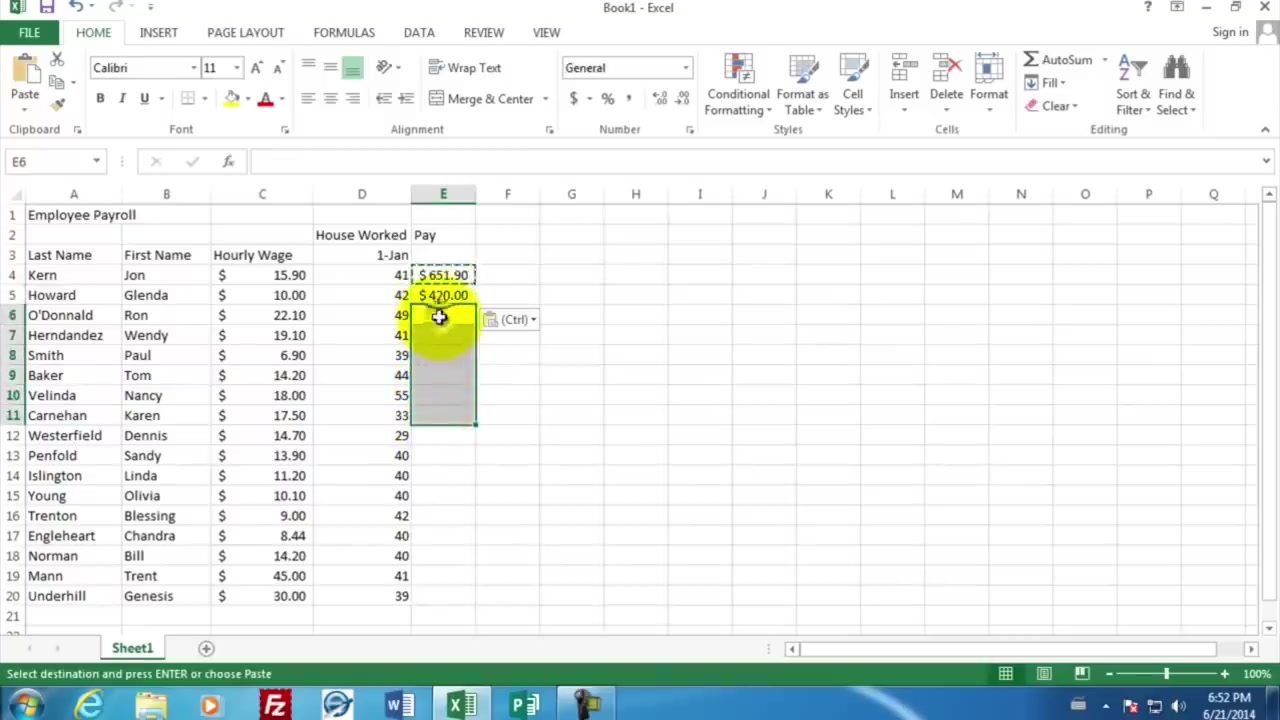 Book1 - Excel
?
FILE HOME INSERT PAGE LAYOUT FORMULAS DATA REVIEW VIEW Sign in
Paste Calibri 11 A A Wrap Text General Conditional Formatting Format as Table Cell Styles Insert Delete Format AutoSum Sort & Filter Find & Select
B I U A Merge & Center $ % , .00 Fill
Clear
Clipboard Font Alignment Number Styles Cells Editing
E6 fx
A B C D E F G H I J K L M N O P Q
1 Employee Payroll
2 House Worked Pay
3 Last Name First Name Hourly Wage 1-Jan
4 Kern Jon $ 15.90 41 $ 651.90
5 Howard Glenda $ 10.00 42 $ 420.00
6 O'Donnald Ron $ 22.10 49 (Ctrl)
7 Herndandez Wendy $ 19.10 41
8 Smith Paul $ 6.90 39
9 Baker Tom $ 14.20 44
10 Velinda Nancy $ 18.00 55
11 Carnehan Karen $ 17.50 33
12 Westerfield Dennis $ 14.70 29
13 Penfold Sandy $ 13.90 40
14 Islington Linda $ 11.20 40
15 Young Olivia $ 10.10 40
16 Trenton Blessing $ 9.00 42
17 Engleheart Chandra $ 8.44 40
18 Norman Bill $ 14.20 40
19 Mann Trent $ 45.00 41
20 Underhill Genesis $ 30.00 39
21
Sheet1
Select destination and press ENTER or choose Paste 100%
6:52 PM
6/21/2014